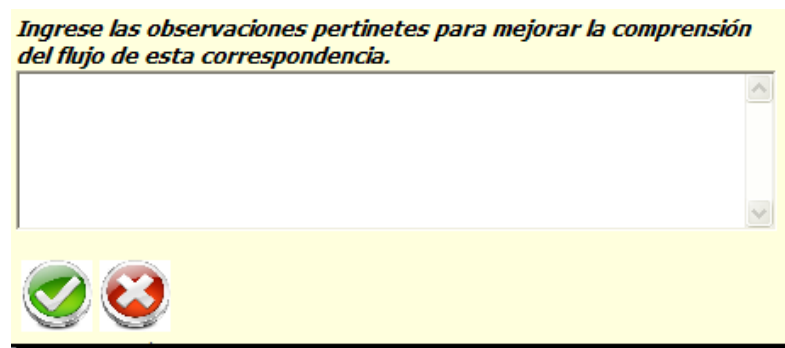 Ingrese las observaciones pertinetes para mejorar la comprensión
del flujo de esta correspondencia.